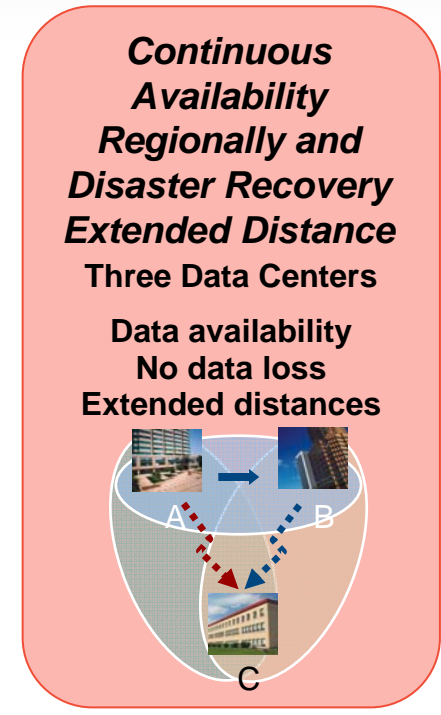 Continuous
Availability
Regionally and
Disaster Recovery
Extended Distance
Three Data Centers
Data availability
No data loss
Extended distances
A
B
C